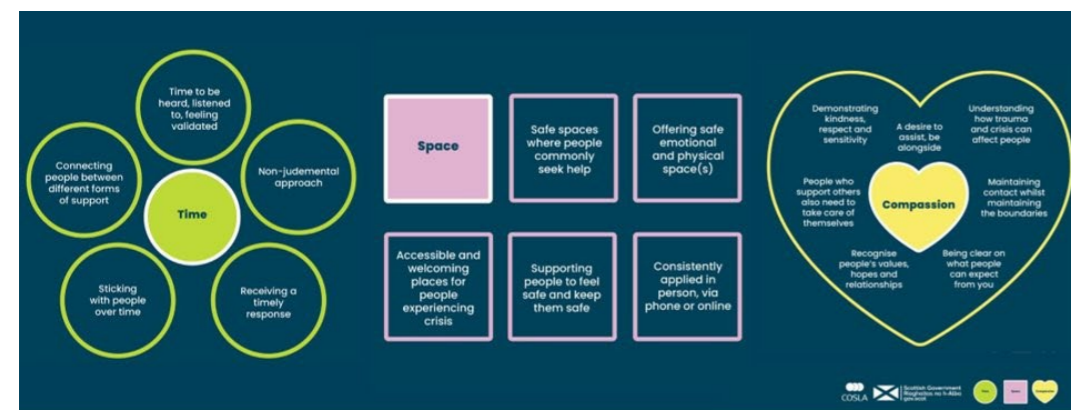 Time to be
heard, listened
to, feeling
validated
Connecting
people between
different forms
of support
Non-judemental
approach
Time
Sticking
with people
over time
Receiving a
timely
response
Space
Safe spaces
where people
commonly
seek help
Offering safe
emotional
and physical
space(s)
Accessible and
welcoming
places for
people
experiencing
crisis
Supporting
people to feel
safe and keep
them safe
Consistently
applied in
person, via
phone or online
Demonstrating
kindness,
respect and
sensitivity
A desire to
assist, be
alongside
Understanding
how trauma
and crisis can
affect people
People who
support others
also need to
take care of
themselves
Compassion
Maintaining
contact whilst
maintaining
the boundaries
Recognise
people's values,
hopes and
relationships
Being clear on
what people
can expect
from you
COSLA
Scottish Government
Riaghaltas na h-Alba
gov.scot
Time
Space
Compassion